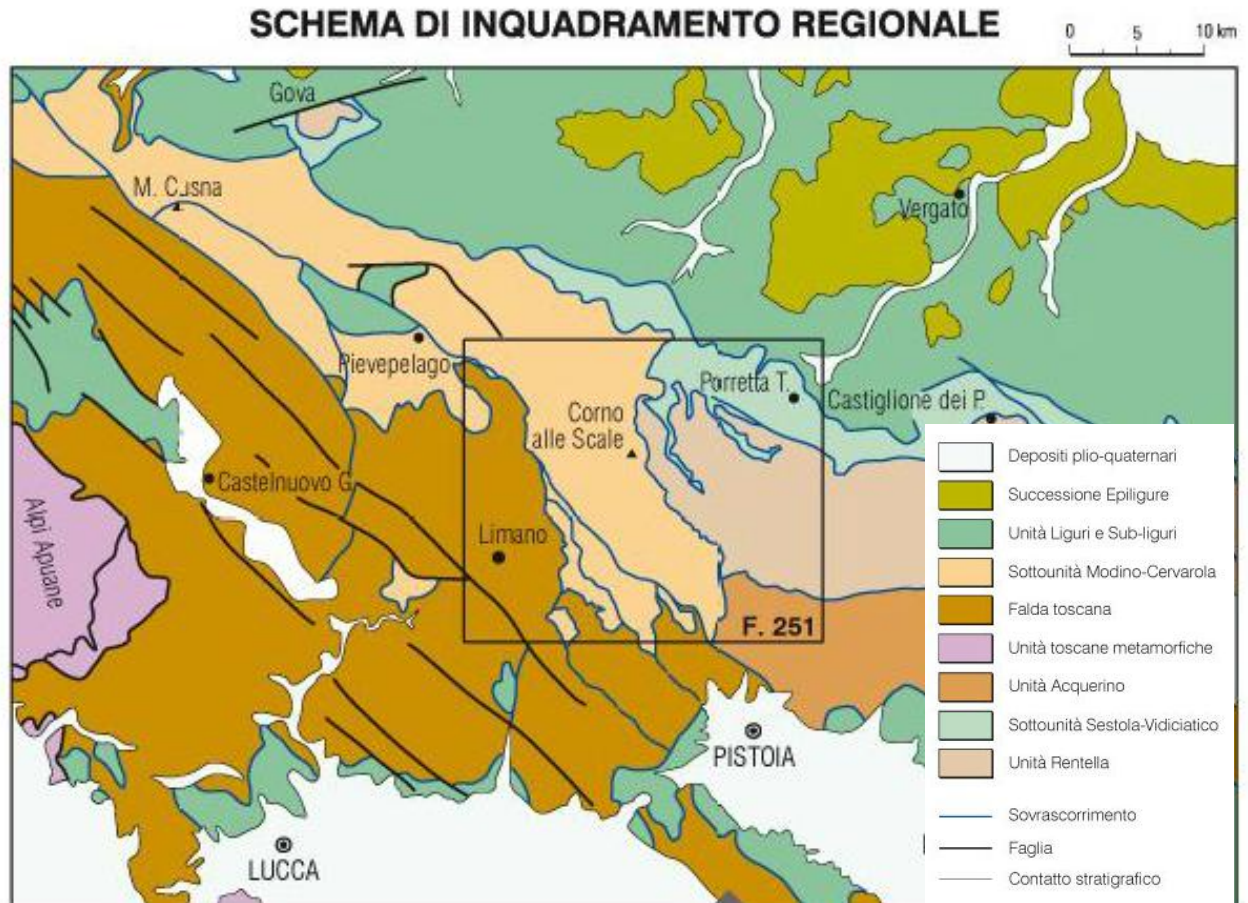 SCHEMA DI INQUADRAMENTO REGIONALE
0 5 10 km
Gova
M. Cusna
Vergato
Pievepelago
Porretta T.
Castiglione dei P.
Corno
alle Scale
Castelnuovo G.
Alpi Apuane
Limano
F. 251
PISTOIA
LUCCA
Depositi plio-quaternari
Successione Epiligure
Unità Liguri e Sub-liguri
Sottounità Modino-Cervarola
Falda toscana
Unità toscane metamorfiche
Unità Acquerino
Sottounità Sestola-Vidiciatico
Unità Rentella
Sovrascorrimento
Faglia
Contatto stratigrafico